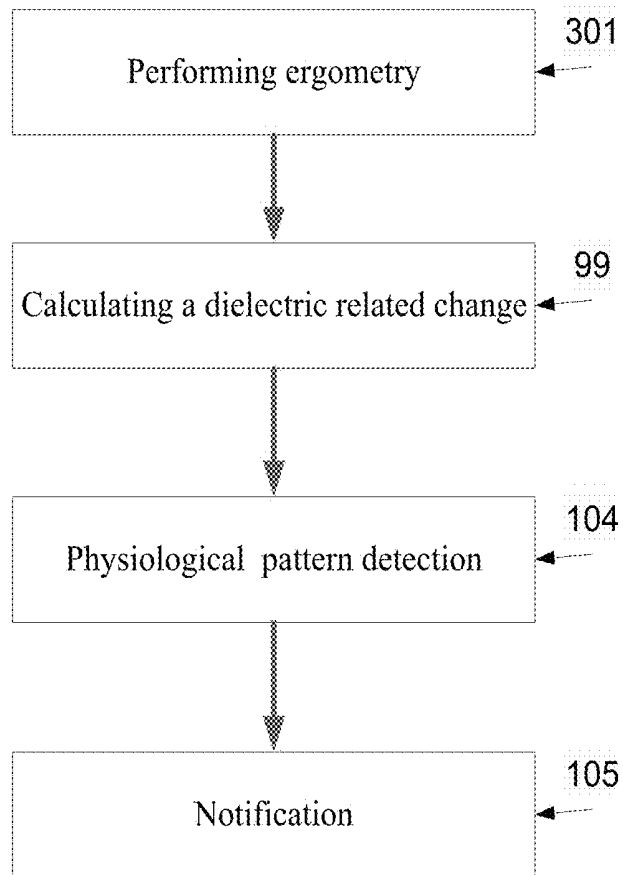 301
Performing ergometry
99
Calculating a dielectric related change
104
Physiological pattern detection
105
Notification